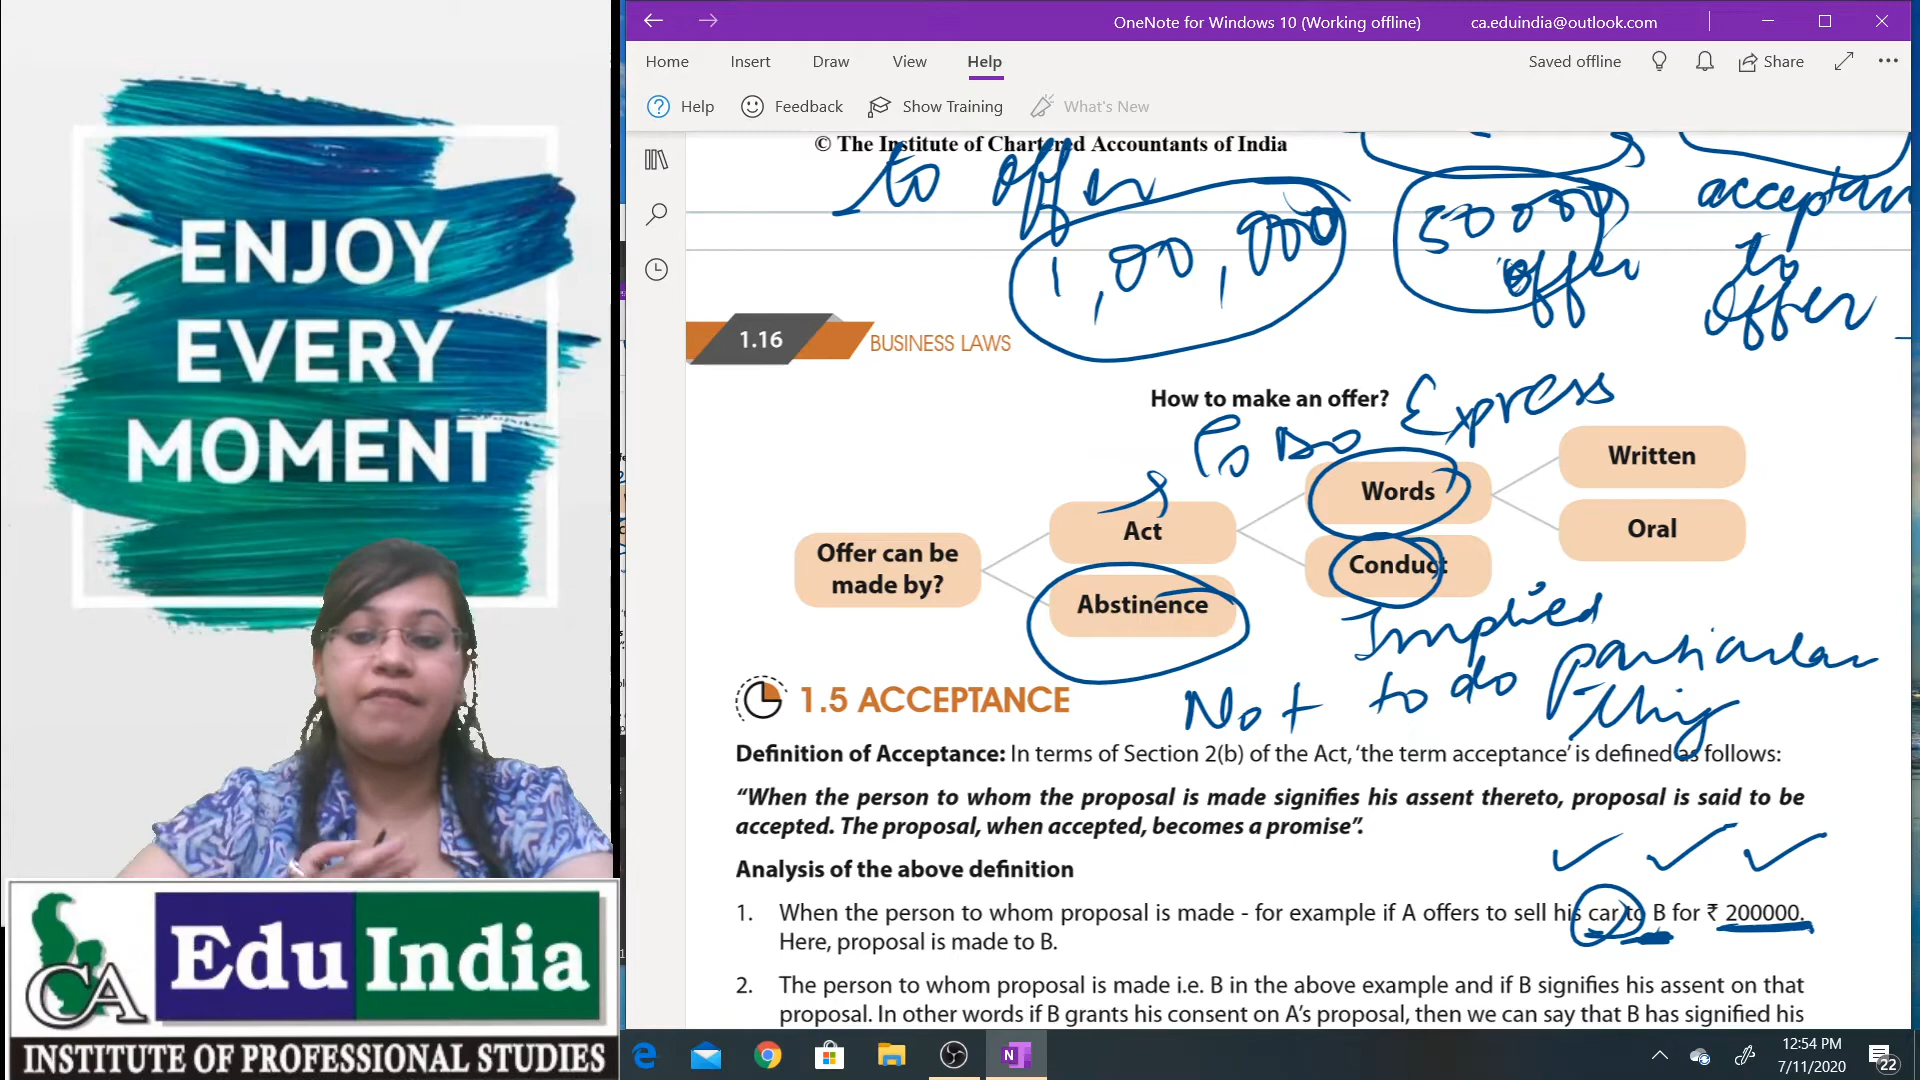 ENJOY
EVERY
MOMENT
CA
Edu India
INSTITUTE OF PROFESSIONAL STUDIES
OneNote for Windows 10 (Working offline)
ca.eduindia@outlook.com
Home Insert Draw View Help
Saved offline
Share
Help Feedback Show Training What's New
© The Institute of Chartered Accountants of India
to offer
1,00,000
50000
offer
acceptan
to
offer
1.16 BUSINESS LAWS
How to make an offer?
Express
To Do
Words
Written
Act
Oral
Offer can be
made by?
Conduct
Abstinence
Implied
Not to do particular
thing
1.5 ACCEPTANCE
Definition of Acceptance: In terms of Section 2(b) of the Act, ‘the term acceptance’ is defined as follows:
“When the person to whom the proposal is made signifies his assent thereto, proposal is said to be
accepted. The proposal, when accepted, becomes a promise”.
Analysis of the above definition
1. When the person to whom proposal is made - for example if A offers to sell his car to B for ₹ 200000.
Here, proposal is made to B.
2. The person to whom proposal is made i.e. B in the above example and if B signifies his assent on that
proposal. In other words if B grants his consent on A’s proposal, then we can say that B has signified his
12:54 PM
7/11/2020
22